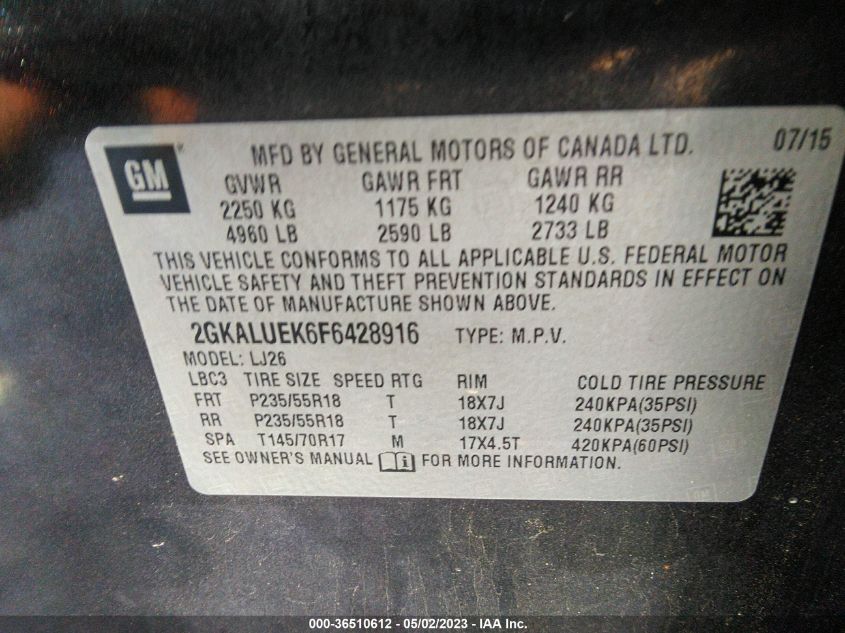 GM
MFD BY GENERAL MOTORS OF CANADA LTD. 07/15
GVWR GAWR FRT GAWR RR
2250 KG 1175 KG 1240 KG
4960 LB 2590 LB 2733 LB
THIS VEHICLE CONFORMS TO ALL APPLICABLE U.S. FEDERAL MOTOR
VEHICLE SAFETY AND THEFT PREVENTION STANDARDS IN EFFECT ON
THE DATE OF MANUFACTURE SHOWN ABOVE.
2GKALUEK6F6428916 TYPE: M.P.V.
MODEL: LJ26
LBC3 TIRE SIZE SPEED RTG RIM COLD TIRE PRESSURE
FRT P235/55R18 T 18X7J 240KPA(35PSI)
RR P235/55R18 T 18X7J 240KPA(35PSI)
SPA T145/70R17 M 17X4.5T 420KPA(60PSI)
SEE OWNER'S MANUAL FOR MORE INFORMATION.
000-36510612 - 05/02/2023 - IAA Inc.